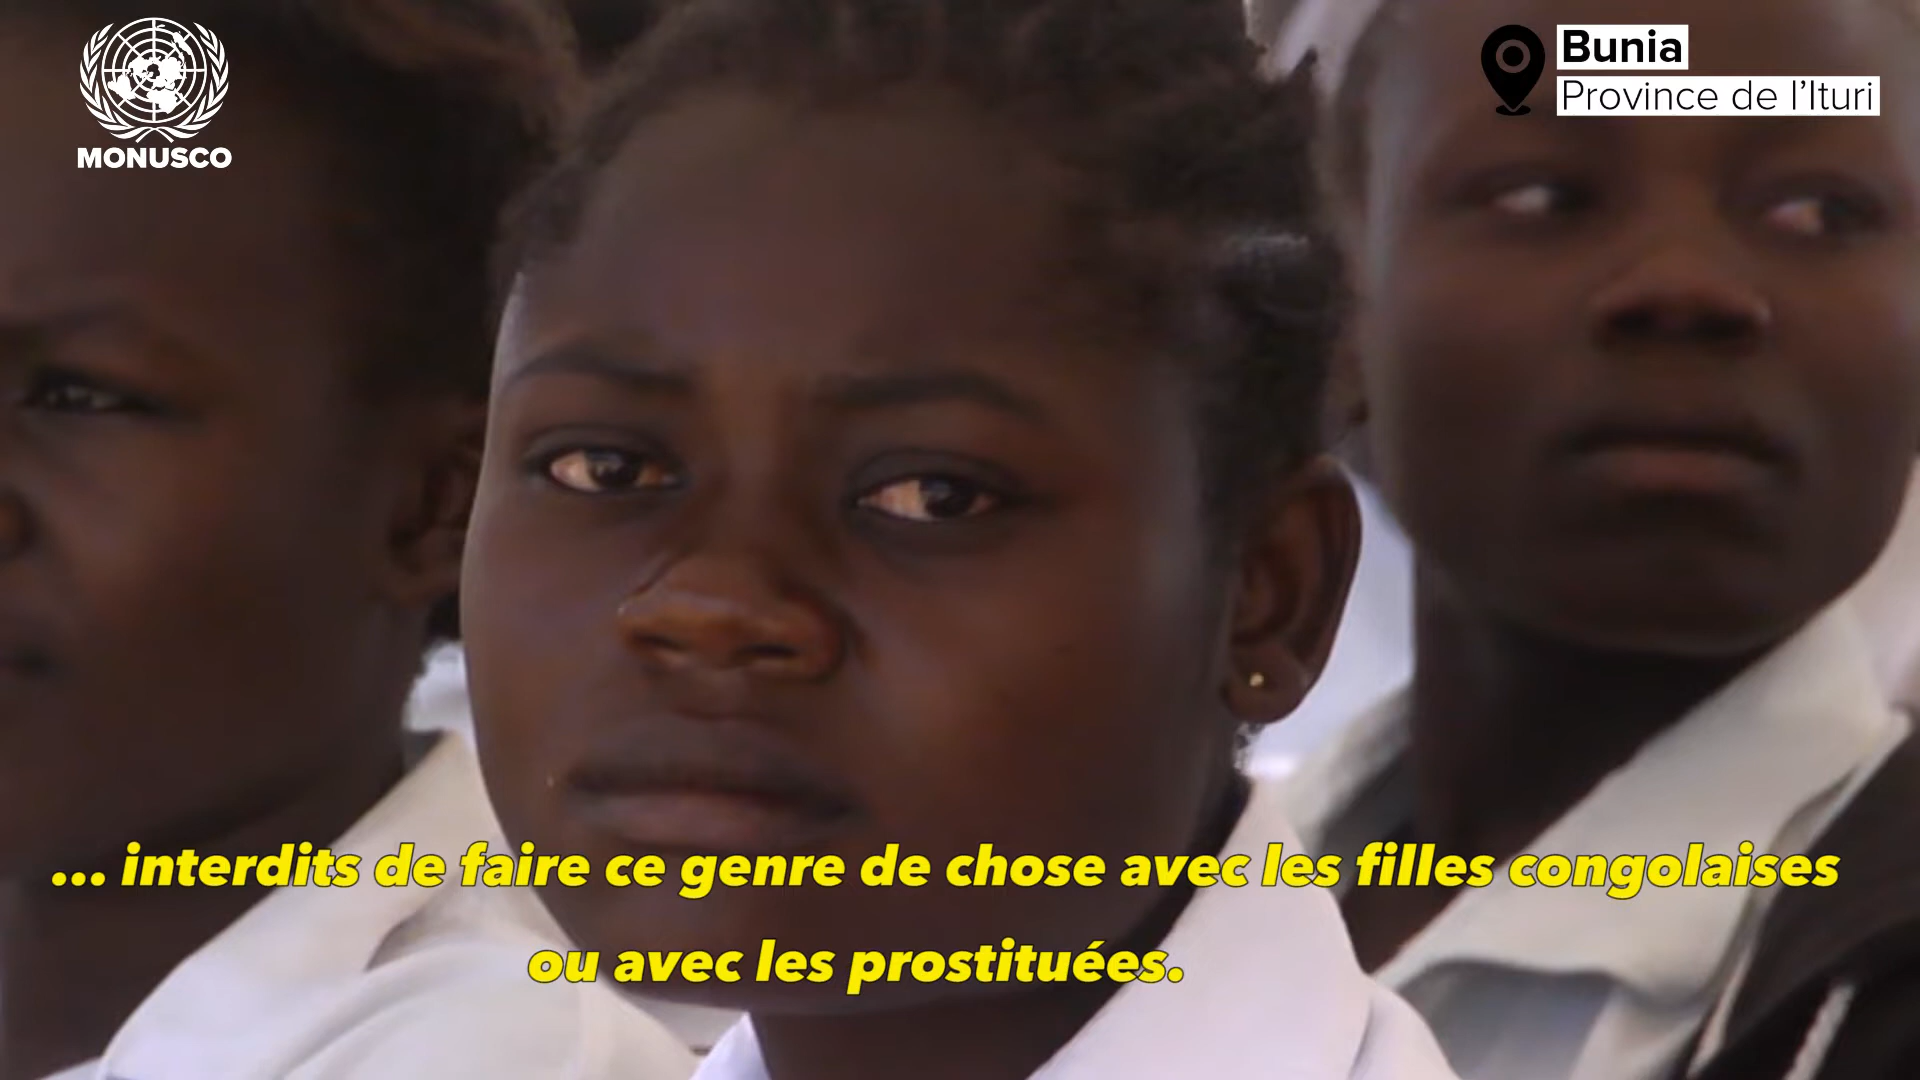 MONUSCO
Bunia
Province de l'Ituri
... interdits de faire ce genre de chose avec les filles congolaises
ou avec les prostituées.